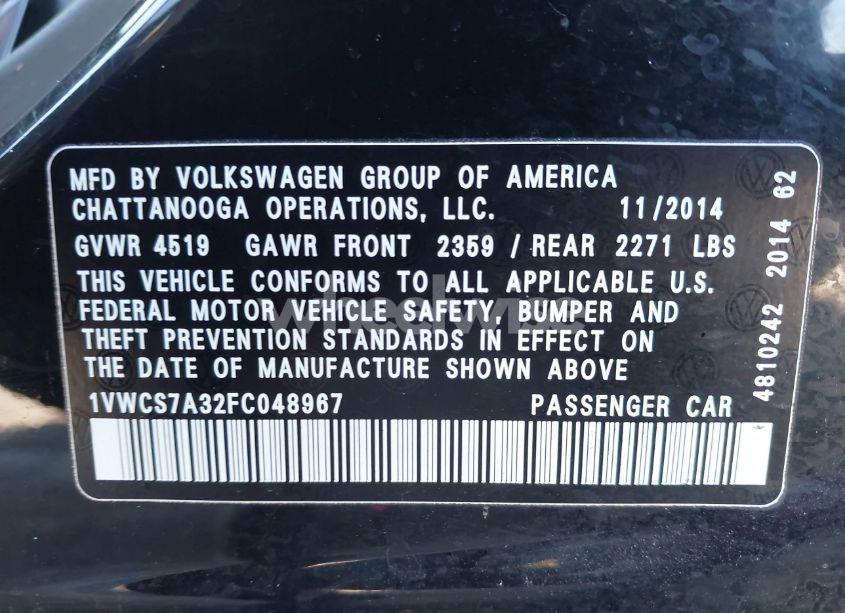 MFD BY VOLKSWAGEN GROUP OF AMERICA
CHATTANOOGA OPERATIONS, LLC. 11/2014
GVWR 4519 GAWR FRONT 2359 / REAR 2271 LBS
THIS VEHICLE CONFORMS TO ALL APPLICABLE U.S.
FEDERAL MOTOR VEHICLE SAFETY, BUMPER AND
THEFT PREVENTION STANDARDS IN EFFECT ON
THE DATE OF MANUFACTURE SHOWN ABOVE
1VWCS7A32FC048967 PASSENGER CAR
4810242 2014 62
wheelwise